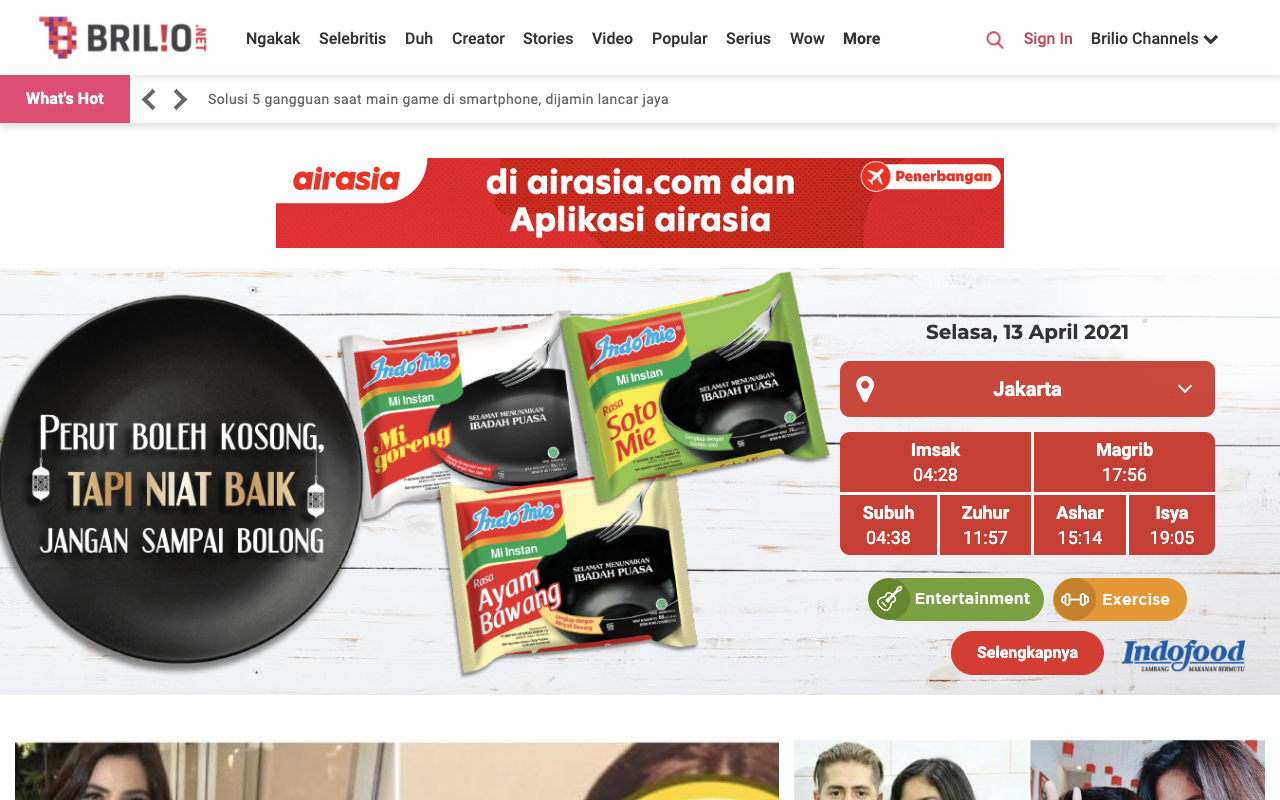 BRIL!O.NET
Ngakak Selebritis Duh Creator Stories Video Popular Serius Wow More
Sign In Brilio Channels
What's Hot
Solusi 5 gangguan saat main game di smartphone, dijamin lancar jaya
airasia
di airasia.com dan
Aplikasi airasia
Penerbangan
PERUT BOLEH KOSONG,
TAPI NIAT BAIK
JANGAN SAMPAI BOLONG
Indomie
Mi Instan
Mi
goreng
SELAMAT MENUNAIKAN
IBADAH PUASA
Indomie
Mi Instan
Rasa
Soto
Mie
SELAMAT MENUNAIKAN
IBADAH PUASA
Indomie
Mi Instan
Rasa
Ayam
Bawang
SELAMAT MENUNAIKAN
IBADAH PUASA
Selasa, 13 April 2021
Jakarta
Imsak
04:28
Magrib
17:56
Subuh
04:38
Zuhur
11:57
Ashar
15:14
Isya
19:05
Entertainment
Exercise
Selengkapnya
Indofood
LAMBANG MAKANAN BERMUTU